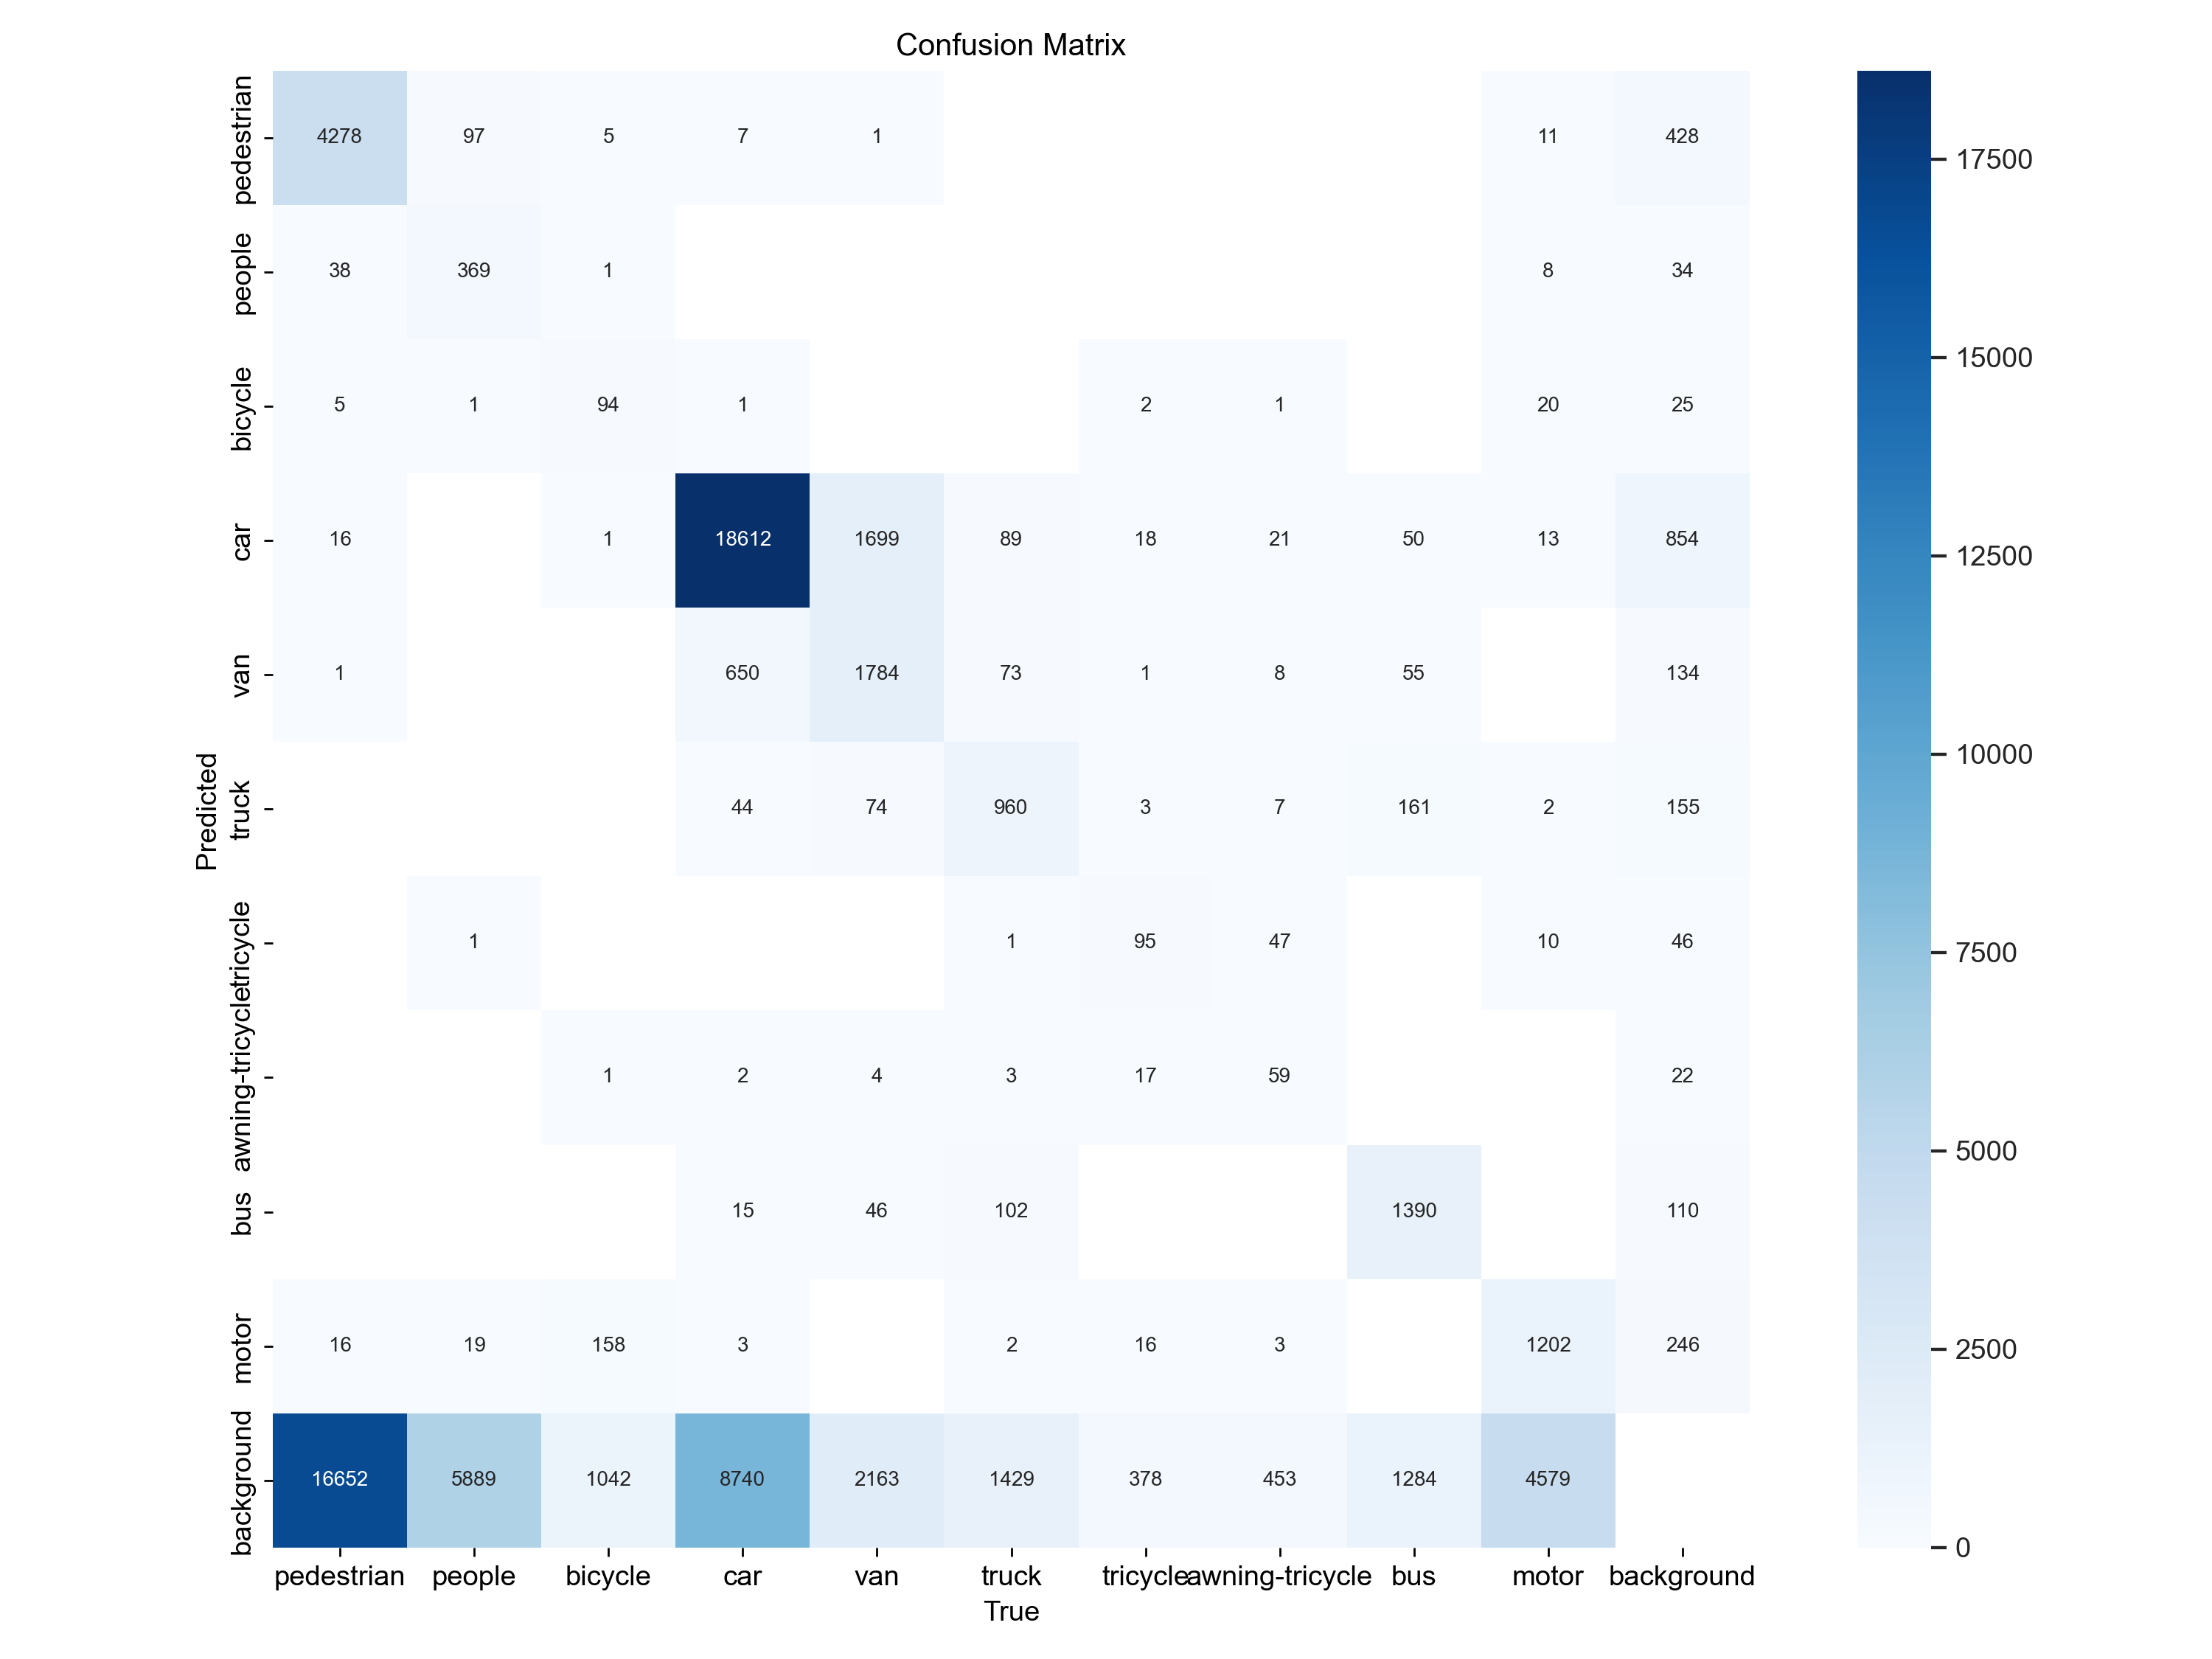 Confusion Matrix
Predicted
pedestrian 4278 97 5 7 1 11 428
people 38 369 1 8 34
bicycle 5 1 94 1 2 1 20 25
car 16 1 18612 1699 89 18 21 50 13 854
van 1 650 1784 73 1 8 55 134
truck 44 74 960 3 7 161 2 155
tricycle 1 1 95 47 10 46
awning-tricycle 1 2 4 3 17 59 22
bus 15 46 102 1390 110
motor 16 19 158 3 2 16 3 1202 246
background 16652 5889 1042 8740 2163 1429 378 453 1284 4579
pedestrian people bicycle car van truck tricycle awning-tricycle bus motor background
True
17500
15000
12500
10000
7500
5000
2500
0